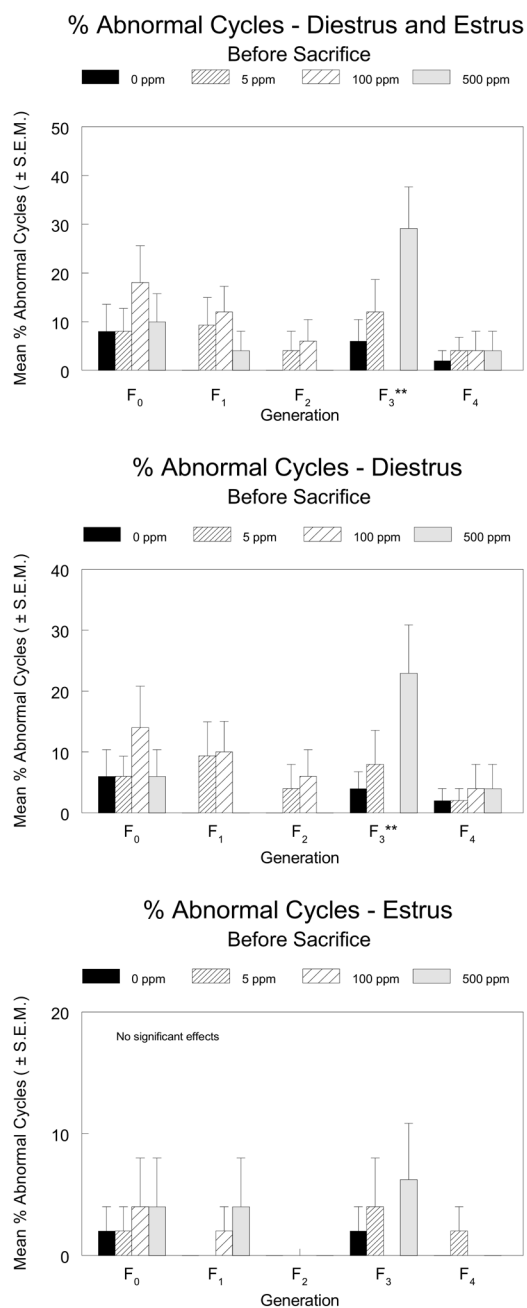 % Abnormal Cycles - Diestrus and Estrus
Before Sacrifice
0 ppm 5 ppm 100 ppm 500 ppm
Mean % Abnormal Cycles ( ± S.E.M.)
50
40
30
20
10
0
F0 F1 F2 F3** F4
Generation
% Abnormal Cycles - Diestrus
Before Sacrifice
0 ppm 5 ppm 100 ppm 500 ppm
Mean % Abnormal Cycles ( ± S.E.M.)
40
30
20
10
0
F0 F1 F2 F3** F4
Generation
% Abnormal Cycles - Estrus
Before Sacrifice
0 ppm 5 ppm 100 ppm 500 ppm
Mean % Abnormal Cycles ( ± S.E.M.)
20
No significant effects
10
0
F0 F1 F2 F3 F4
Generation